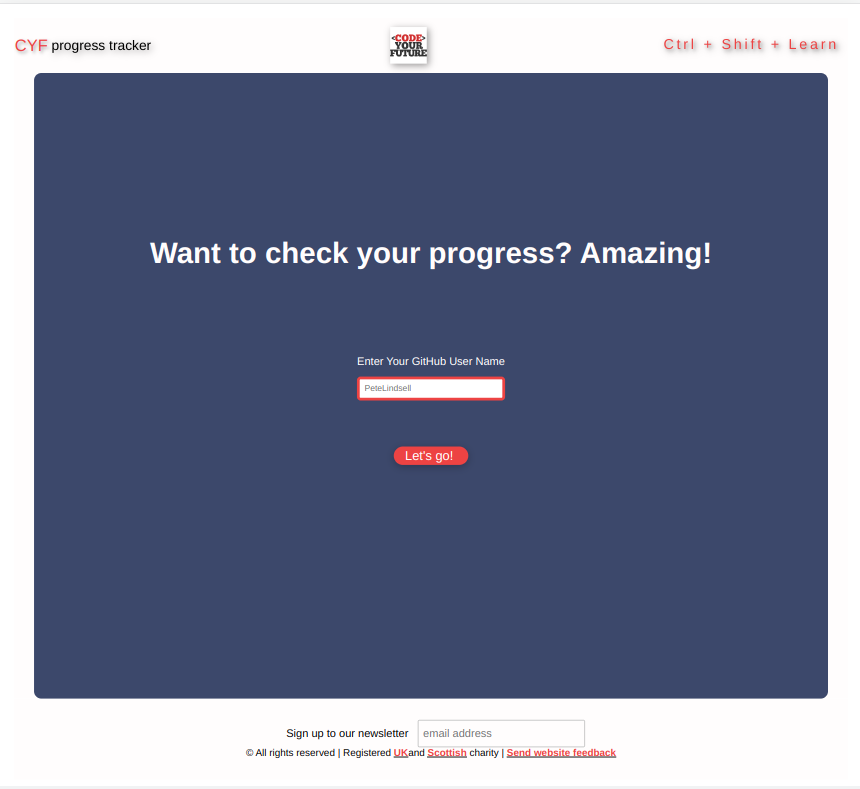 CYF progress tracker
<CODE>
YOUR
FUTURE
Ctrl + Shift + Learn
Want to check your progress? Amazing!
Enter Your GitHub User Name
PeteLindsell
Let's go!
Sign up to our newsletter email address
© All rights reserved | Registered UKand Scottish charity | Send website feedback